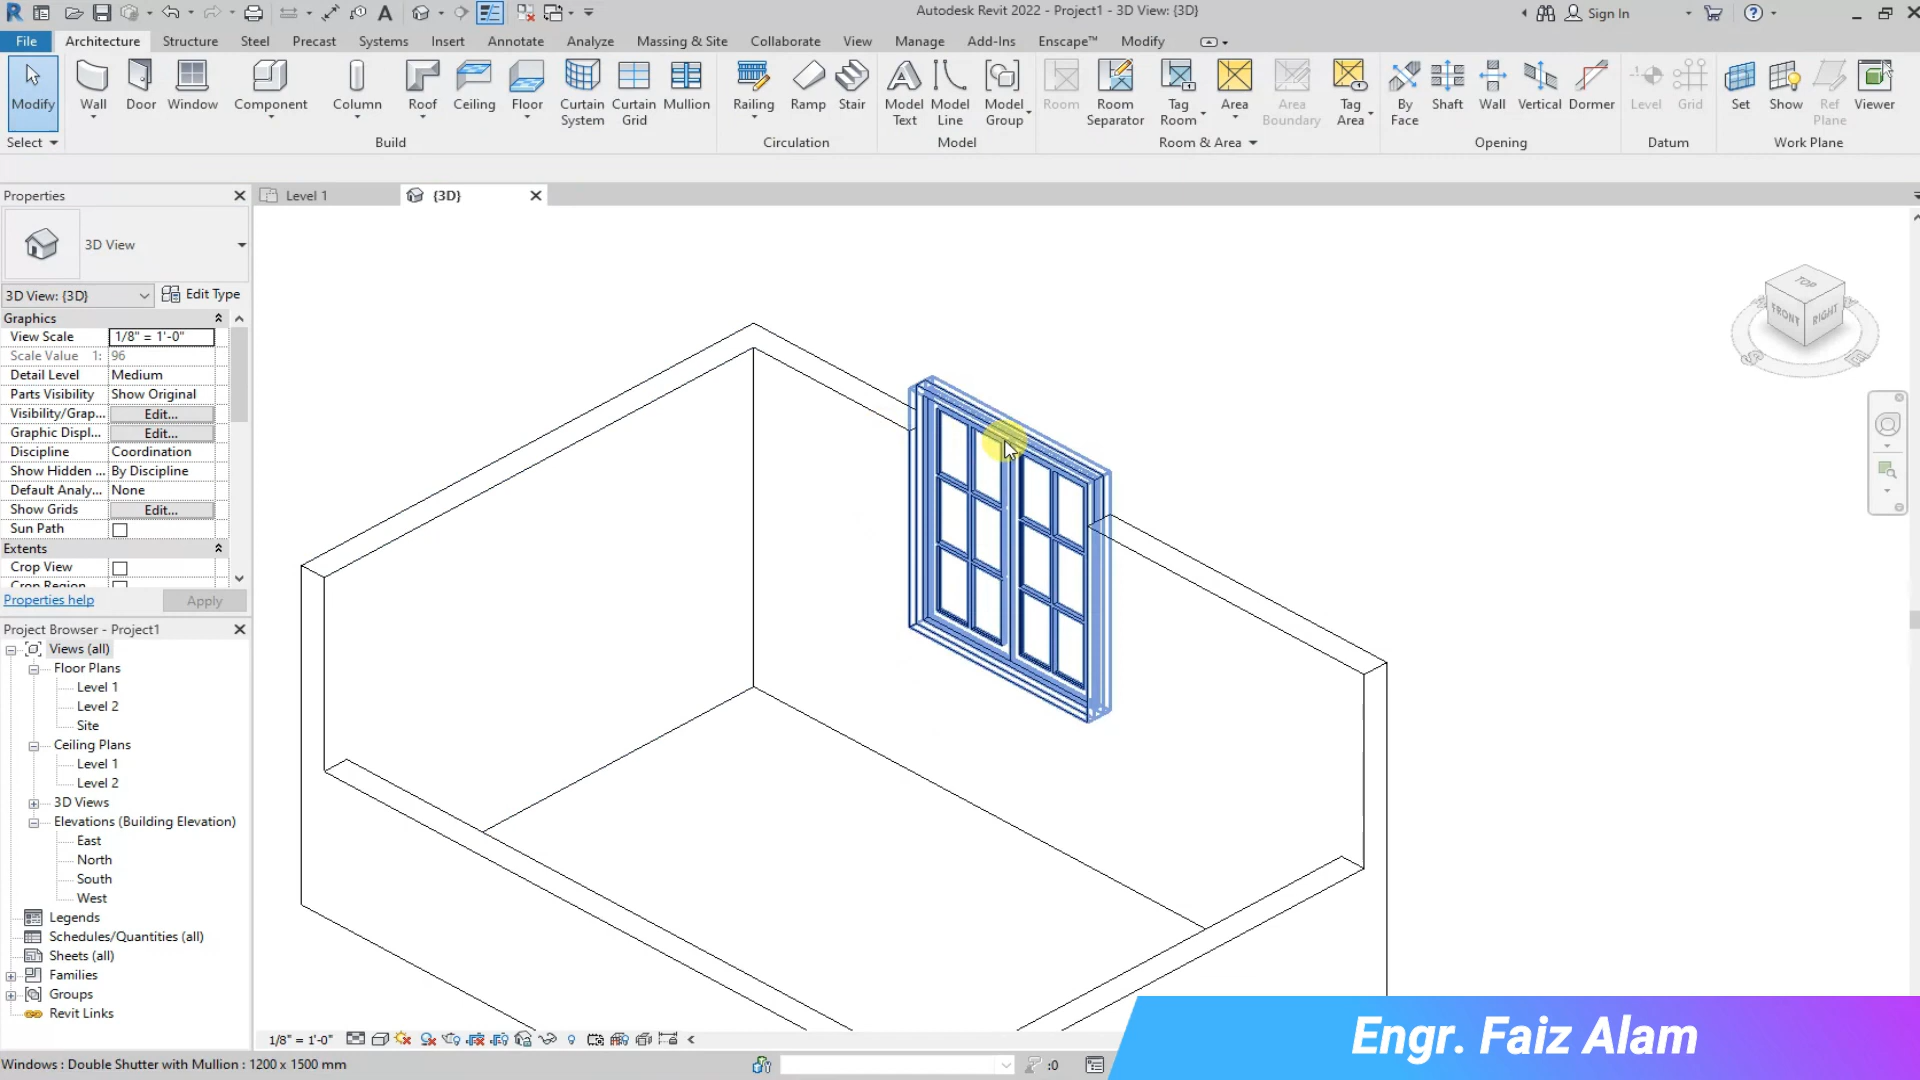 Autodesk Revit 2022 - Project1 - 3D View: {3D}
Sign In
File
Architecture
Structure
Steel
Precast
Systems
Insert
Annotate
Analyze
Massing & Site
Collaborate
View
Manage
Add-Ins
Enscape™
Modify
Modify
Wall
Door
Window
Component
Column
Roof
Ceiling
Floor
Curtain System
Curtain Grid
Mullion
Railing
Ramp
Stair
Model Text
Model Line
Model Group
Room
Room Separator
Tag Room
Area
Area Boundary
Tag Area
By Face
Shaft
Wall
Vertical
Dormer
Level
Grid
Set
Show
Ref Plane
Viewer
Select
Build
Circulation
Model
Room & Area
Opening
Datum
Work Plane
Properties
Level 1
{3D}
3D View
3D View: {3D}
Edit Type
Graphics
View Scale 1/8" = 1'-0"
Scale Value 1: 96
Detail Level Medium
Parts Visibility Show Original
Visibility/Grap... Edit...
Graphic Displ... Edit...
Discipline Coordination
Show Hidden ... By Discipline
Default Analy... None
Show Grids Edit...
Sun Path
Extents
Crop View
Crop Region
Properties help
Apply
Project Browser - Project1
Views (all)
Floor Plans
Level 1
Level 2
Site
Ceiling Plans
Level 1
Level 2
3D Views
Elevations (Building Elevation)
East
North
South
West
Legends
Schedules/Quantities (all)
Sheets (all)
Families
Groups
Revit Links
TOP
FRONT
RIGHT
S
E
1/8" = 1'-0"
Windows : Double Shutter with Mullion : 1200 x 1500 mm
:0
Engr. Faiz Alam